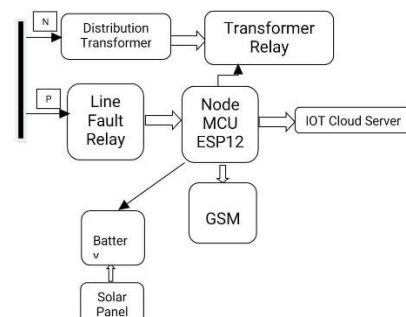 N
Distribution
Transformer
Transformer
Relay
P
Line
Fault
Relay
Node
MCU
ESP12
IOT Cloud Server
GSM
Batter
y
Solar
Panel